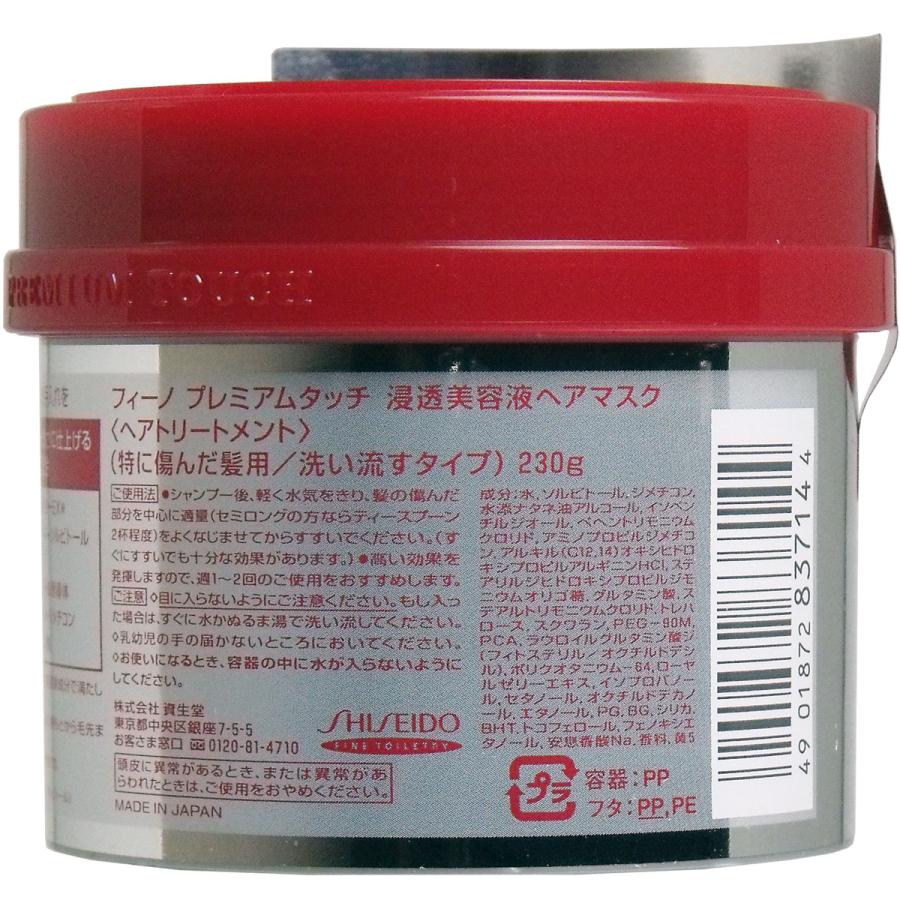 PREMIUM TOUCH
フィーノ プレミアムタッチ 浸透美容液ヘアマスク
〈ヘアトリートメント〉
(特に傷んだ髪用/洗い流すタイプ) 230g
ご使用法 ●シャンプー後、軽く水気をきり、髪の傷んだ
部分を中心に適量(セミロングの方ならティースプーン
2杯程度)をよくなじませてからすすいでください。(す
ぐにすすいでも十分な効果があります。) ●高い効果を
発揮しますので、週1〜2回のご使用をおすすめします。
ご注意 ◇目に入らないようにご注意ください。もし入っ
た場合は、すぐに水かぬるま湯で洗い流してください。
◇乳幼児の手の届かないところにおいてください。
◇お使いになるとき、容器の中に水が入らないように
してください。
株式会社 資生堂
東京都中央区銀座7-5-5
お客さま窓口 0120-81-4710
SHISEIDO
FINE TOILETRY
頭皮に異常があるとき、または異常があ
らわれたときは、ご使用をおやめください。
MADE IN JAPAN
成分:水、ソルビトール、ジメチコン、
水添ナタネ油アルコール、イソペン
チルジオール、ベヘントリモニウム
クロリド、アミノプロピルジメチコ
ン、アルキル(C12,14)オキシヒドロ
キシプロピルアルギニンHCl、ステ
アリルジヒドロキシプロピルジモ
ニウムオリゴ糖、グルタミン酸、ス
テアルトリモニウムクロリド、トレハ
ロース、スクワラン、PEG-90M、
PCA、ラウロイルグルタミン酸ジ
(フィトステリル/オクチルドデシ
ル)、ポリクオタニウム-64、ローヤ
ルゼリーエキス、イソプロパノー
ル、セタノール、オクチルドデカノ
ール、エタノール、PG、BG、シリカ、
BHT、トコフェロール、フェノキシエ
タノール、安息香酸Na、香料、黄5
プラ
容器:PP
フタ:PP,PE
4901872837144
仕上げる
ルビトール
導体
チコン
成分で満たし
から毛先ま